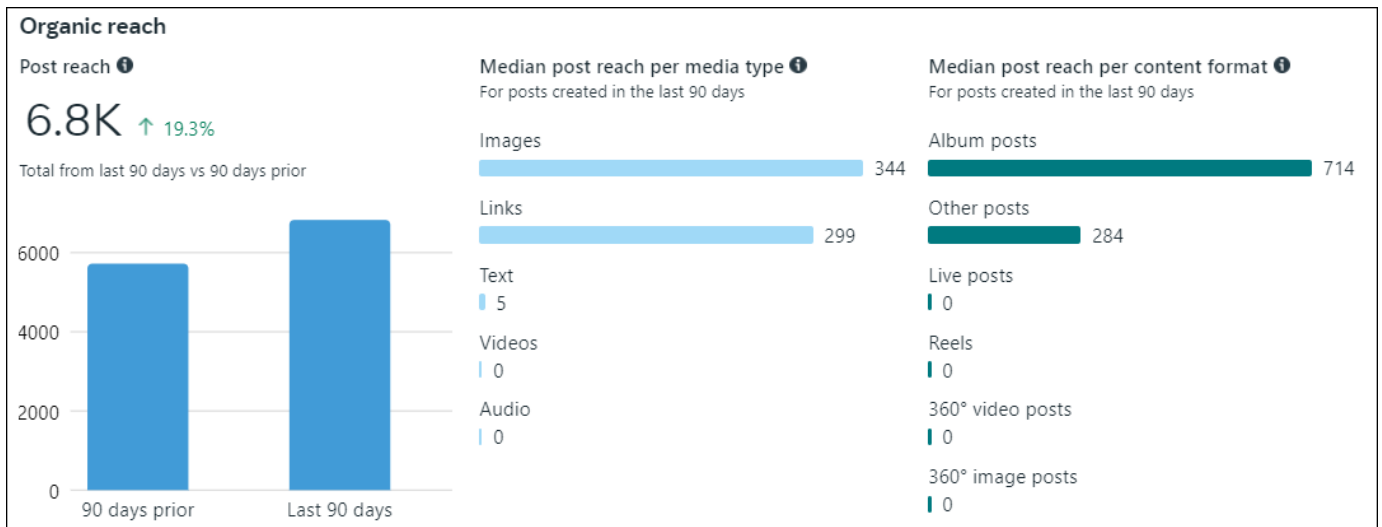 Organic reach
Post reach
6.8K ↑ 19.3%
Total from last 90 days vs 90 days prior
6000
4000
2000
0
90 days prior
Last 90 days
Median post reach per media type
For posts created in the last 90 days
Images
344
Links
299
Text
5
Videos
0
Audio
0
Median post reach per content format
For posts created in the last 90 days
Album posts
714
Other posts
284
Live posts
0
Reels
0
360° video posts
0
360° image posts
0